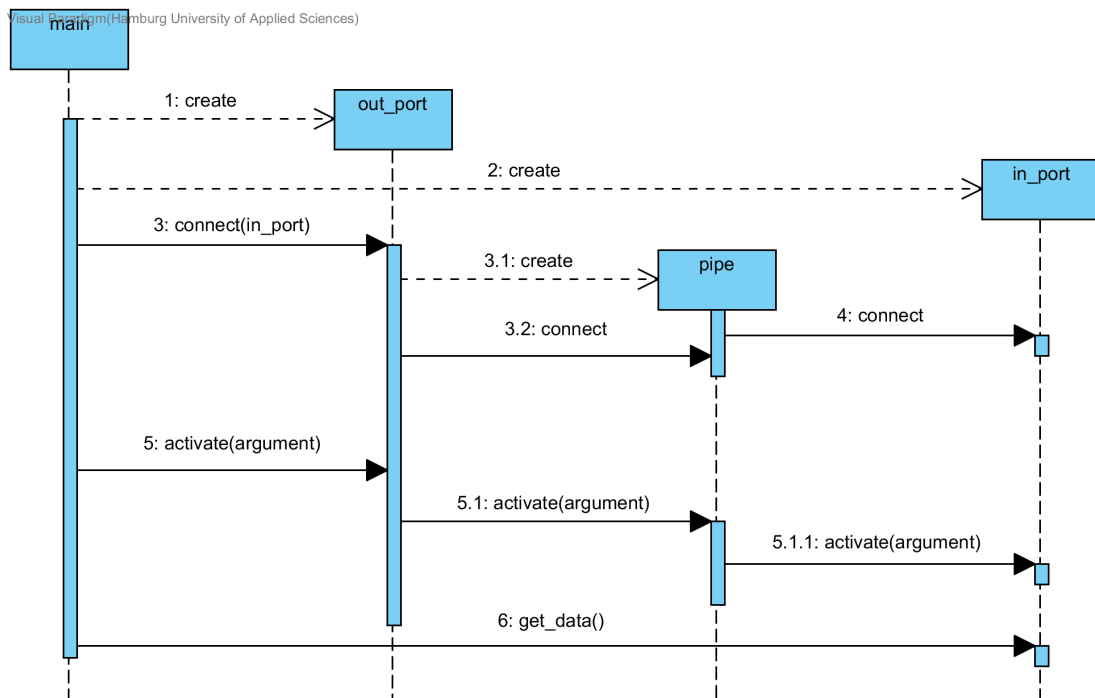 Visual Paradigm(Hamburg University of Applied Sciences)
main
1: create
out_port
2: create
in_port
3: connect(in_port)
3.1: create
pipe
3.2: connect
4: connect
5: activate(argument)
5.1: activate(argument)
5.1.1: activate(argument)
6: get_data()